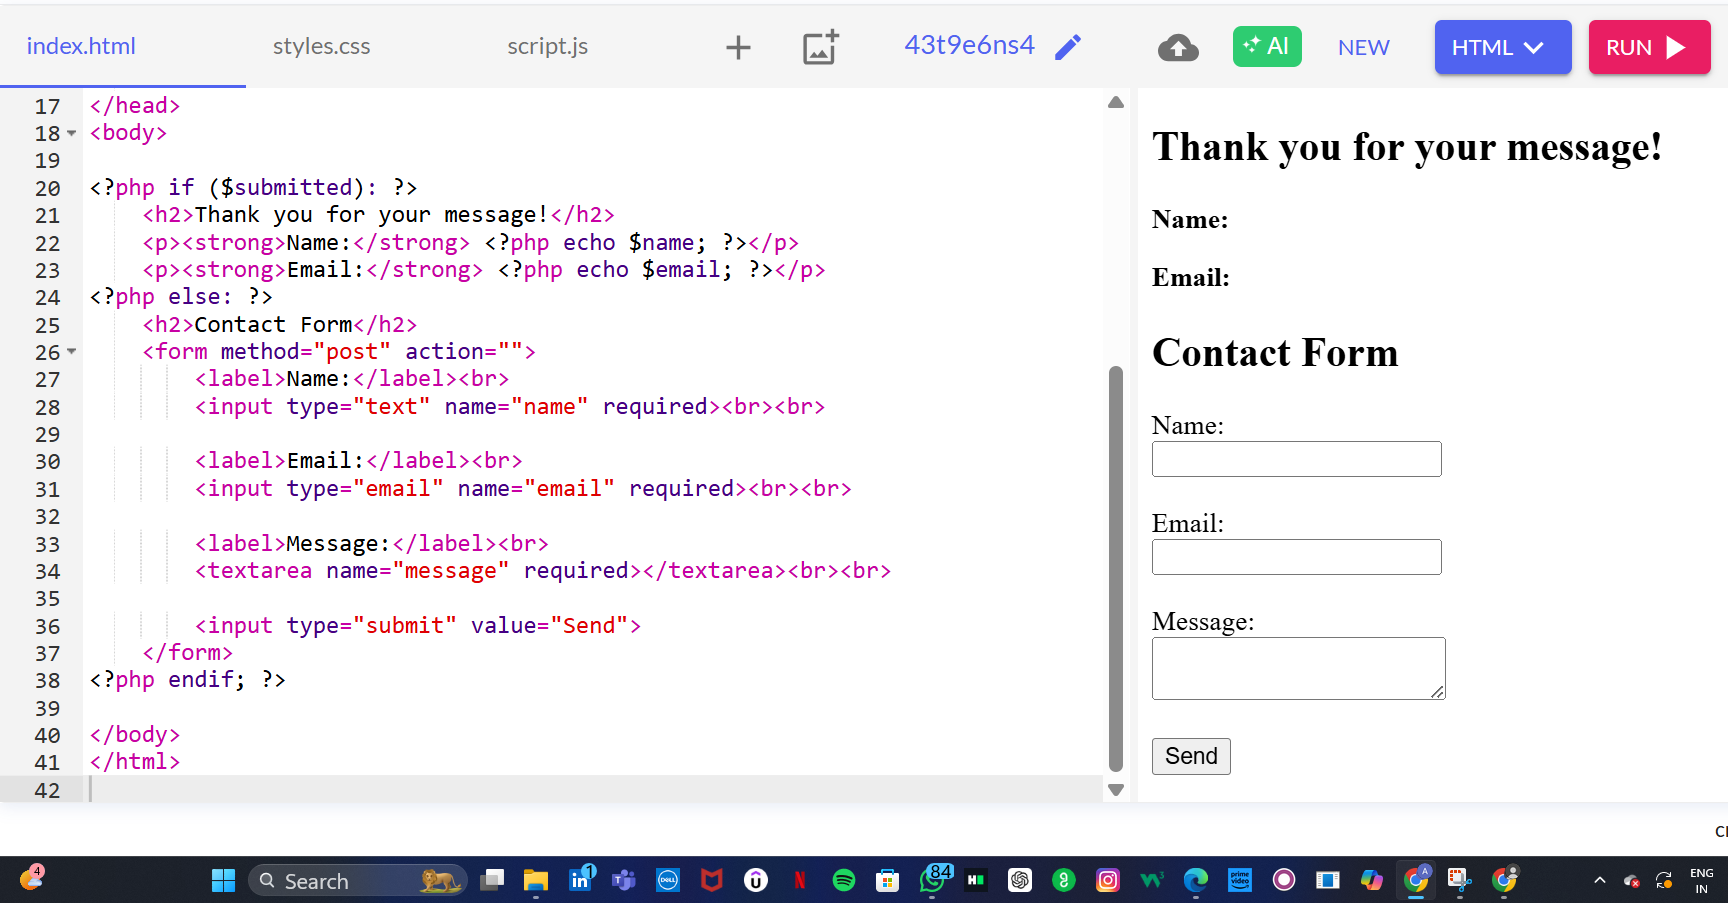 index.html
styles.css
script.js
43t9e6ns4
AI
NEW
HTML
RUN
17 </head>
18 <body>
19
20 <?php if ($submitted): ?>
21 <h2>Thank you for your message!</h2>
22 <p><strong>Name:</strong> <?php echo $name; ?></p>
23 <p><strong>Email:</strong> <?php echo $email; ?></p>
24 <?php else: ?>
25 <h2>Contact Form</h2>
26 <form method="post" action="">
27 <label>Name:</label><br>
28 <input type="text" name="name" required><br><br>
29
30 <label>Email:</label><br>
31 <input type="email" name="email" required><br><br>
32
33 <label>Message:</label><br>
34 <textarea name="message" required></textarea><br><br>
35
36 <input type="submit" value="Send">
37 </form>
38 <?php endif; ?>
39
40 </body>
41 </html>
42
Thank you for your message!
Name:
Email:
Contact Form
Name:
Email:
Message:
Send
4
Search
1
DELL
prime video
84
A
ENG
IN